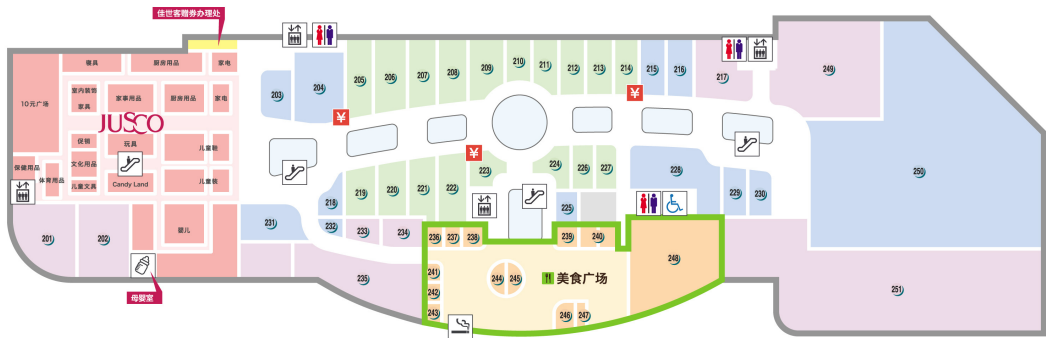 佳世客赠券办理处
寝具
厨房用品
家电
10元广场
室内装饰
家具
家事用品
厨房用品
家电
JUSCO
促销
玩具
儿童鞋
保健用品
体育用品
文化用品
儿童文具
Candy Land
儿童装
婴儿
母婴室
201
202
203
204
205
206
207
208
209
210
211
212
213
214
215
216
217
249
250
¥
¥
¥
218
219
220
221
222
223
224
226
227
228
229
230
225
231
232
233
234
235
236
237
238
239
240
241
242
243
244
245
美食广场
246
247
248
251